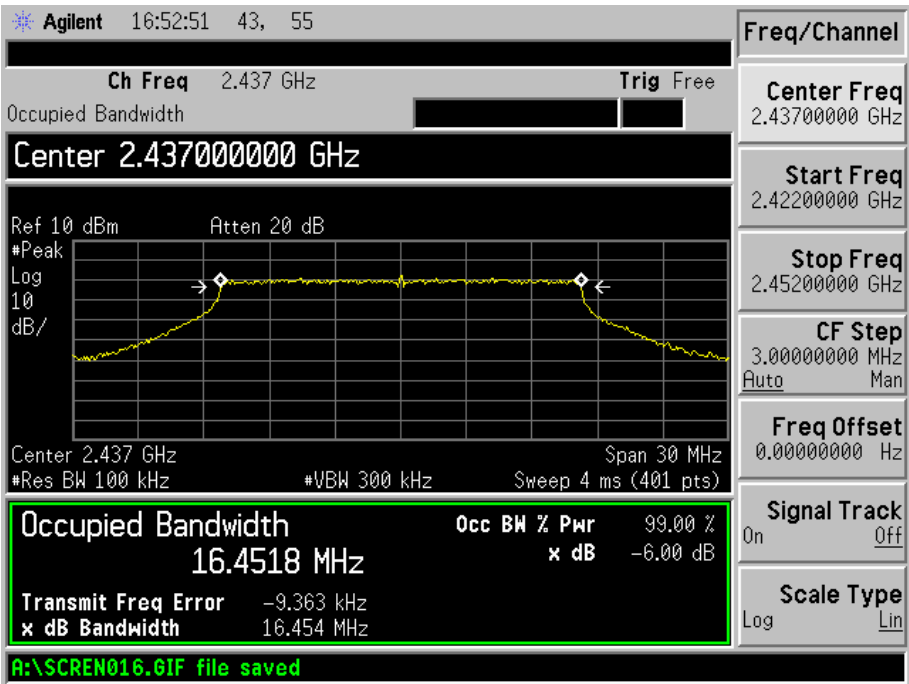 Agilent 16:52:51 43, 55
Ch Freq 2.437 GHz Trig Free
Occupied Bandwidth
Center 2.437000000 GHz
Ref 10 dBm Atten 20 dB
#Peak
Log
10
dB/
Center 2.437 GHz Span 30 MHz
#Res BW 100 kHz #VBW 300 kHz Sweep 4 ms (401 pts)
Occupied Bandwidth
16.4518 MHz
Occ BW % Pwr 99.00 %
x dB -6.00 dB
Transmit Freq Error -9.363 kHz
x dB Bandwidth 16.454 MHz
A:\SCREN016.GIF file saved
Freq/Channel
Center Freq
2.43700000 GHz
Start Freq
2.42200000 GHz
Stop Freq
2.45200000 GHz
CF Step
3.00000000 MHz
Auto Man
Freq Offset
0.00000000 Hz
Signal Track
On Off
Scale Type
Log Lin